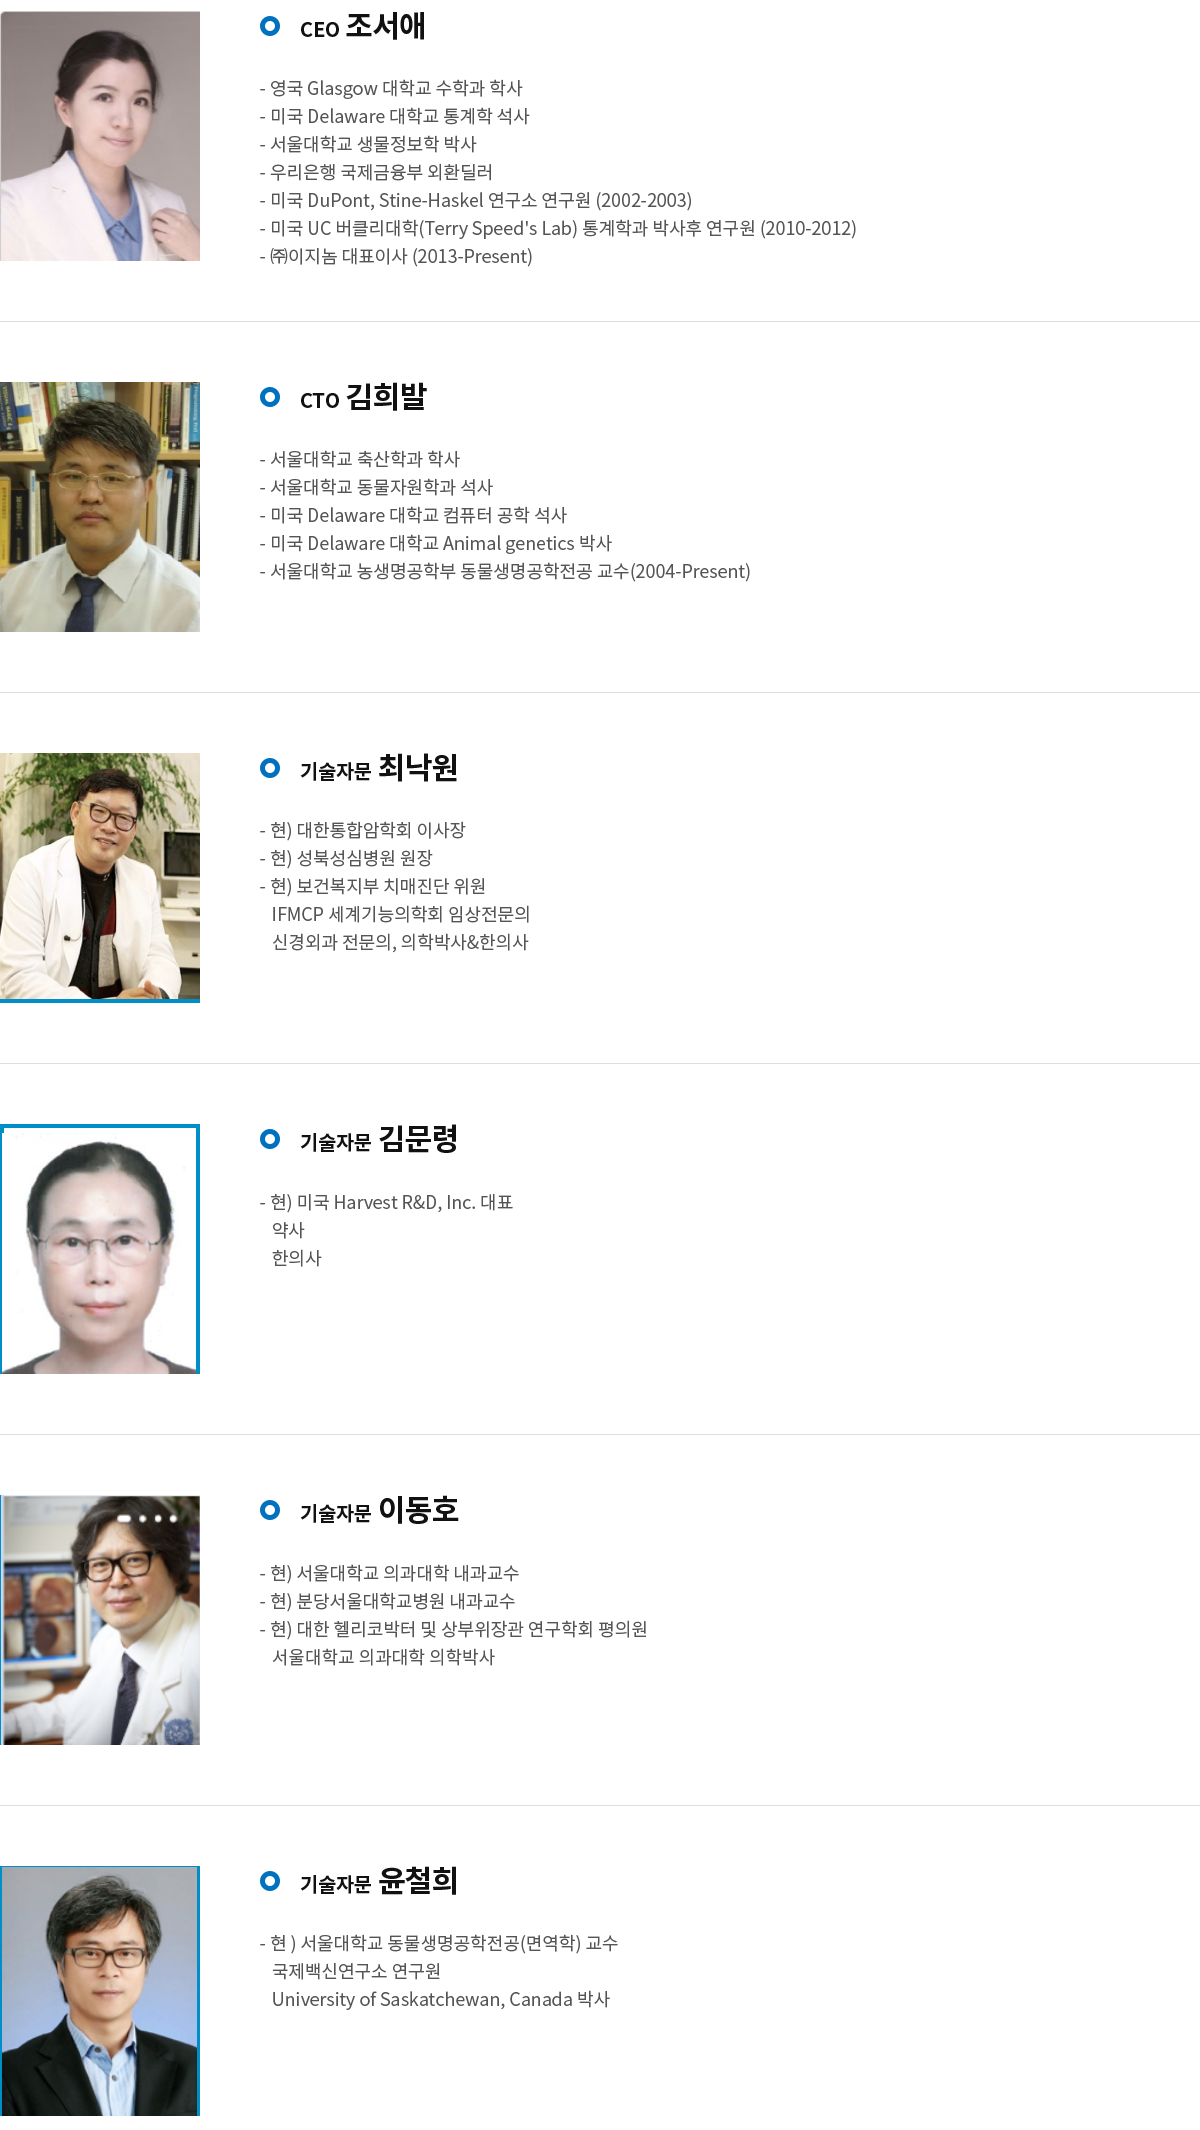 CEO 조서애
- 영국 Glasgow 대학교 수학과 학사
- 미국 Delaware 대학교 통계학 석사
- 서울대학교 생물정보학 박사
- 우리은행 국제금융부 외환딜러
- 미국 DuPont, Stine-Haskel 연구소 연구원 (2002-2003)
- 미국 UC 버클리대학(Terry Speed's Lab) 통계학과 박사후 연구원 (2010-2012)
- ㈜이지놈 대표이사 (2013-Present)
CTO 김희발
- 서울대학교 축산학과 학사
- 서울대학교 동물자원학과 석사
- 미국 Delaware 대학교 컴퓨터 공학 석사
- 미국 Delaware 대학교 Animal genetics 박사
- 서울대학교 농생명공학부 동물생명공학전공 교수(2004-Present)
기술자문 최낙원
- 현) 대한통합암학회 이사장
- 현) 성북성심병원 원장
- 현) 보건복지부 치매진단 위원
IFMCP 세계기능의학회 임상전문의
신경외과 전문의, 의학박사&한의사
기술자문 김문령
- 현) 미국 Harvest R&D, Inc. 대표
약사
한의사
기술자문 이동호
- 현) 서울대학교 의과대학 내과교수
- 현) 분당서울대학교병원 내과교수
- 현) 대한 헬리코박터 및 상부위장관 연구학회 평의원
서울대학교 의과대학 의학박사
기술자문 윤철희
- 현 ) 서울대학교 동물생명공학전공(면역학) 교수
국제백신연구소 연구원
University of Saskatchewan, Canada 박사